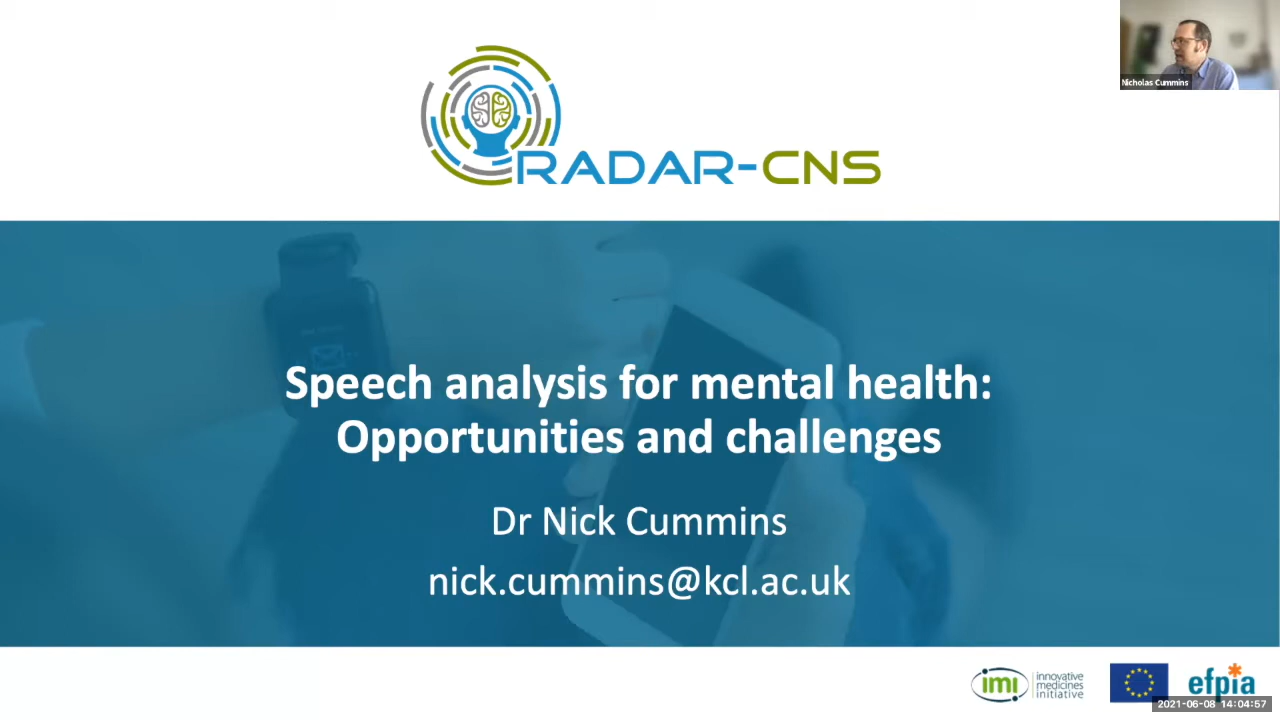 Nicholas Cummins
RADAR-CNS
Speech analysis for mental health:
Opportunities and challenges
Dr Nick Cummins
nick.cummins@kcl.ac.uk
imi
innovative
medicines
initiative
efpia
2021-06-08 14:04:57